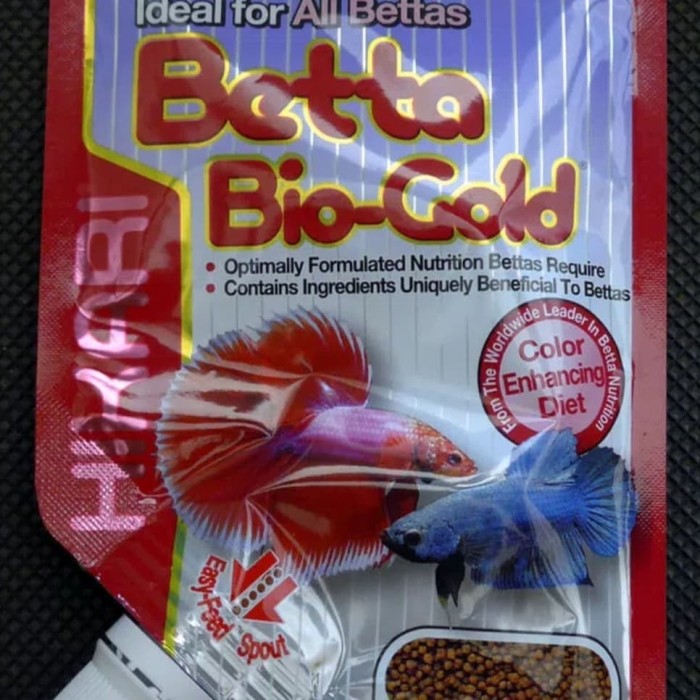 Ideal for All Bettas
Betta
Bio-Gold®
HIKARI
• Optimally Formulated Nutrition Bettas Require
• Contains Ingredients Uniquely Beneficial To Bettas
From The Worldwide Leader In Betta Nutrition
Color
Enhancing
Diet
Easy-Feed
Spout